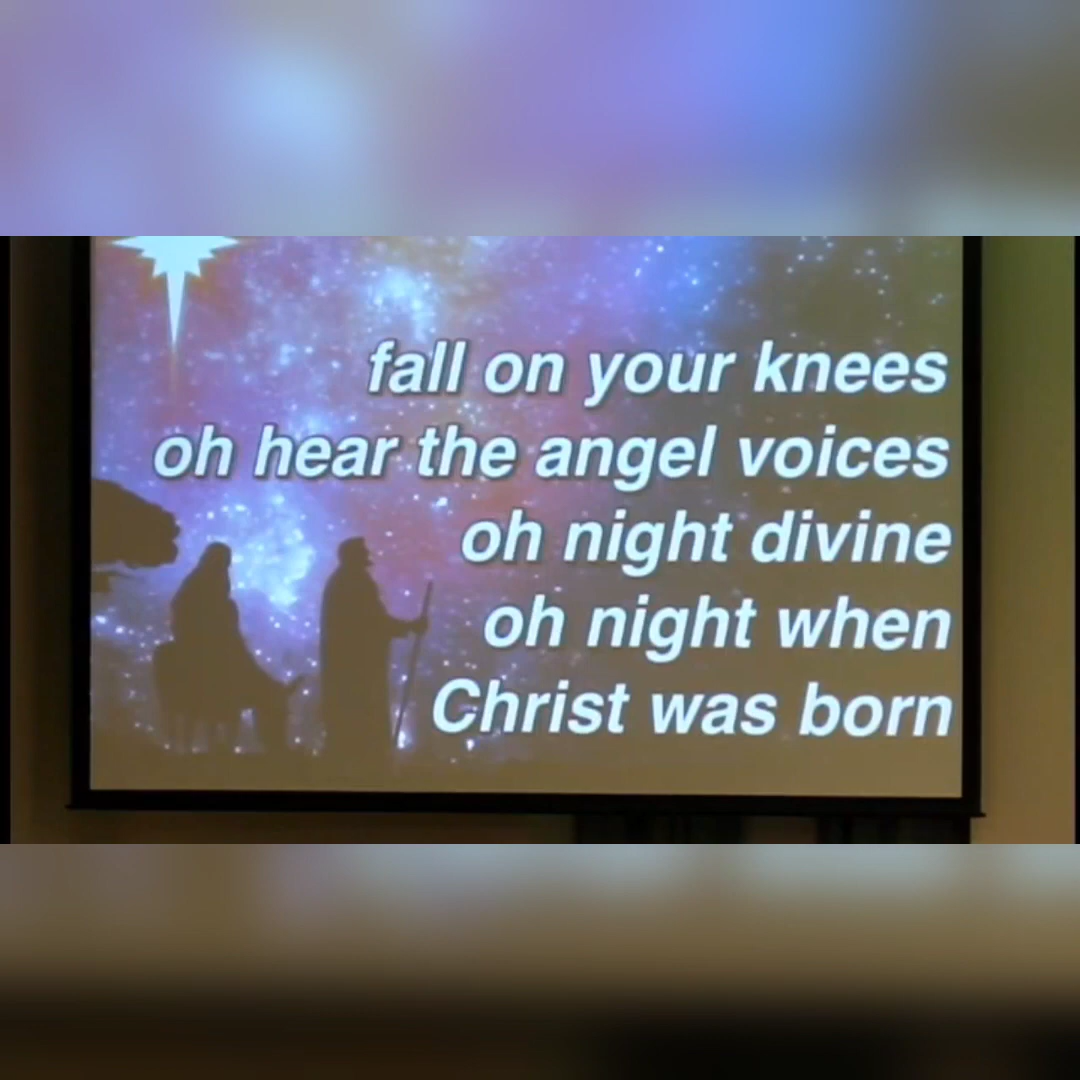 fall on your knees
oh hear the angel voices
oh night divine
oh night when
Christ was born